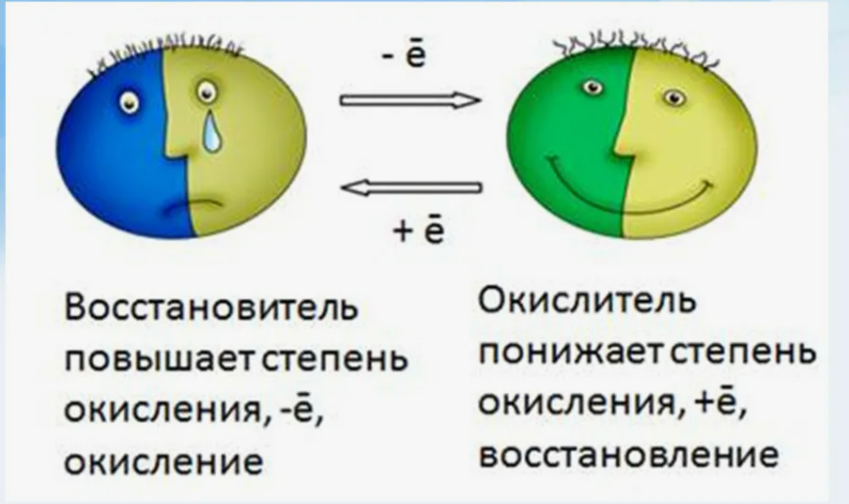 - ē
+ ē
Восстановитель
повышает степень
окисления, -ē,
окисление
Окислитель
понижает степень
окисления, +ē,
восстановление